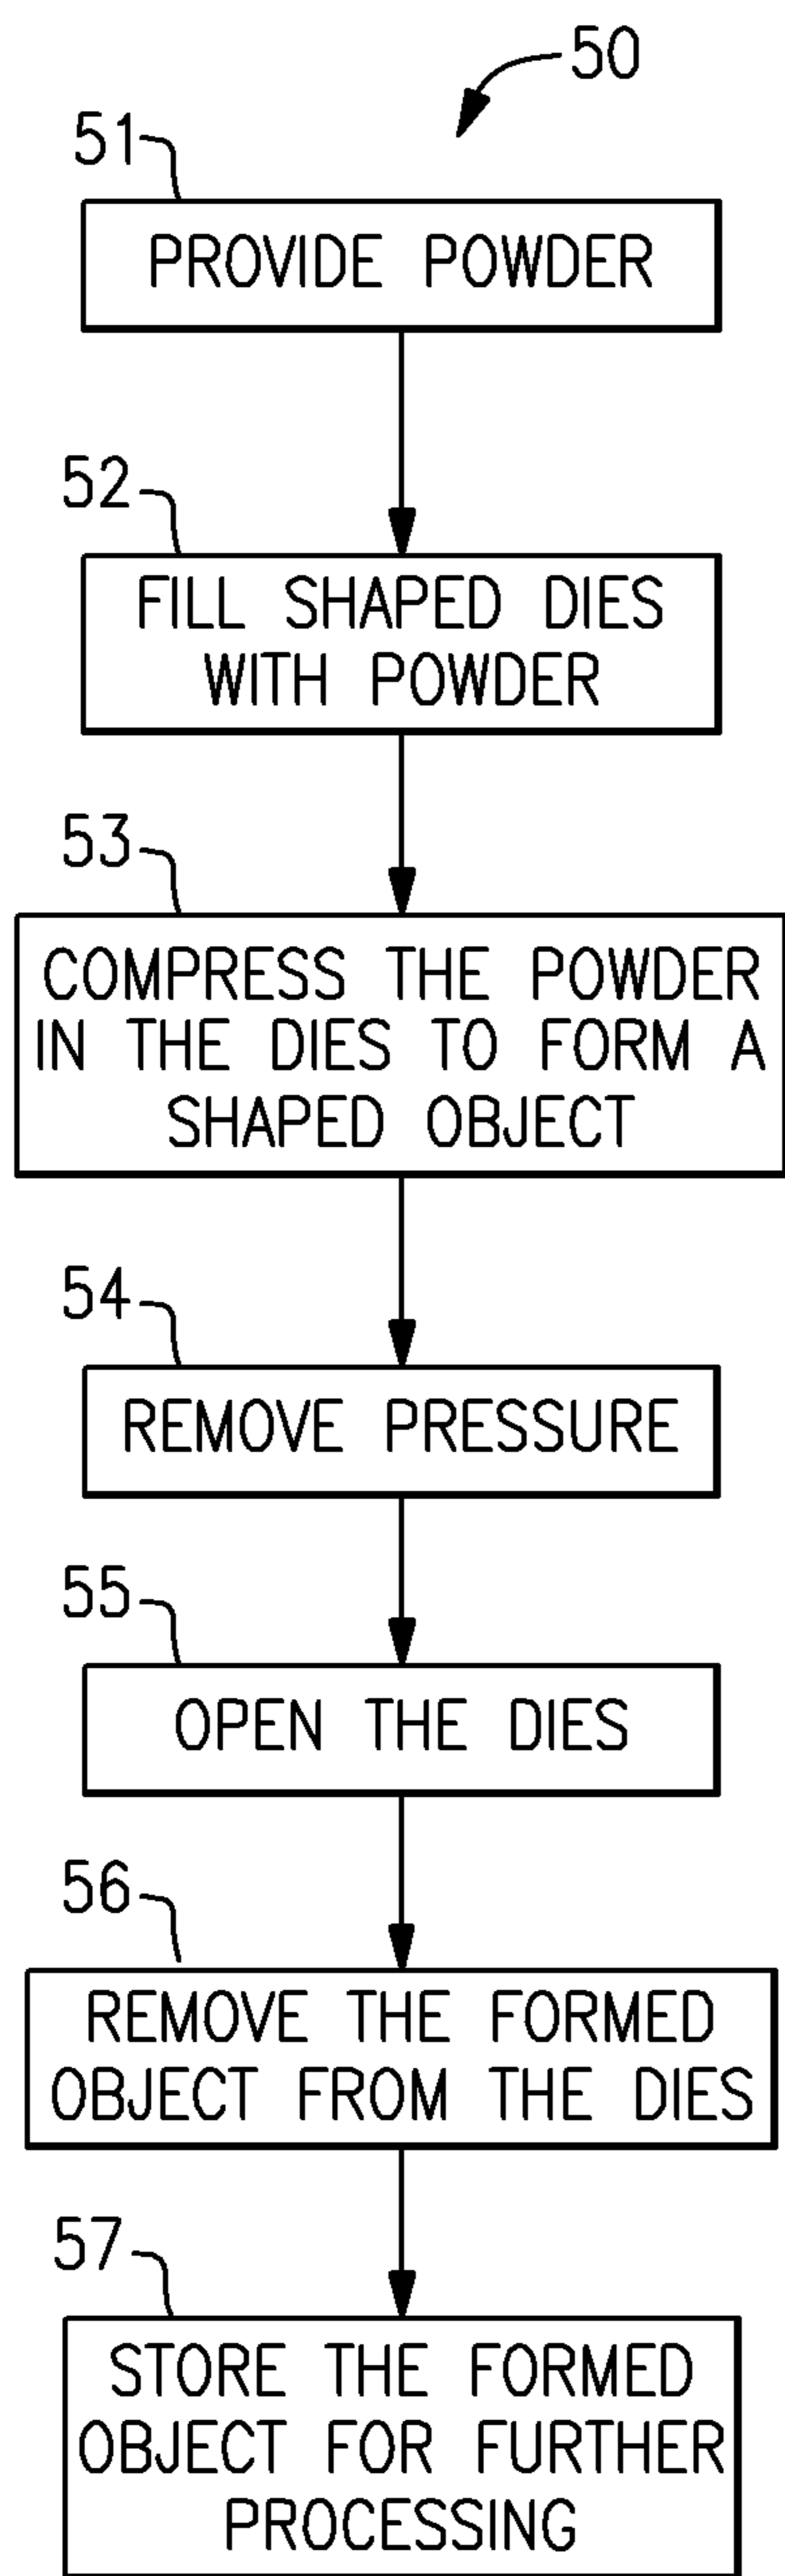 50
51
PROVIDE POWDER
52
FILL SHAPED DIES
WITH POWDER
53
COMPRESS THE POWDER
IN THE DIES TO FORM A
SHAPED OBJECT
54
REMOVE PRESSURE
55
OPEN THE DIES
56
REMOVE THE FORMED
OBJECT FROM THE DIES
57
STORE THE FORMED
OBJECT FOR FURTHER
PROCESSING